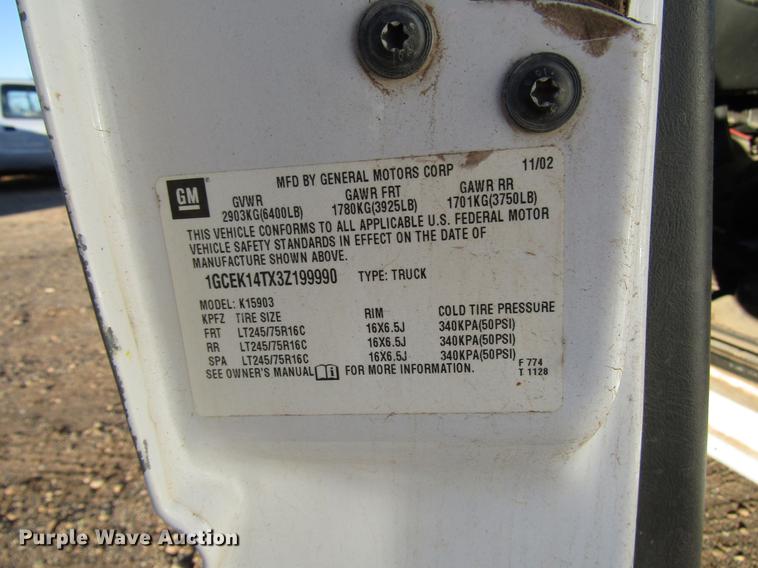 GM
MFD BY GENERAL MOTORS CORP 11/02
GVWR GAWR FRT GAWR RR
2903KG(6400LB) 1780KG(3925LB) 1701KG(3750LB)
THIS VEHICLE CONFORMS TO ALL APPLICABLE U.S. FEDERAL MOTOR
VEHICLE SAFETY STANDARDS IN EFFECT ON THE DATE OF
MANUFACTURE SHOWN ABOVE.
1GCEK14TX3Z199990 TYPE: TRUCK
MODEL: K15903
KPFZ TIRE SIZE RIM COLD TIRE PRESSURE
FRT LT245/75R16C 16X6.5J 340KPA(50PSI)
RR LT245/75R16C 16X6.5J 340KPA(50PSI)
SPA LT245/75R16C 16X6.5J 340KPA(50PSI)
SEE OWNER'S MANUAL FOR MORE INFORMATION.
F 774
T 1128
Purple Wave Auction